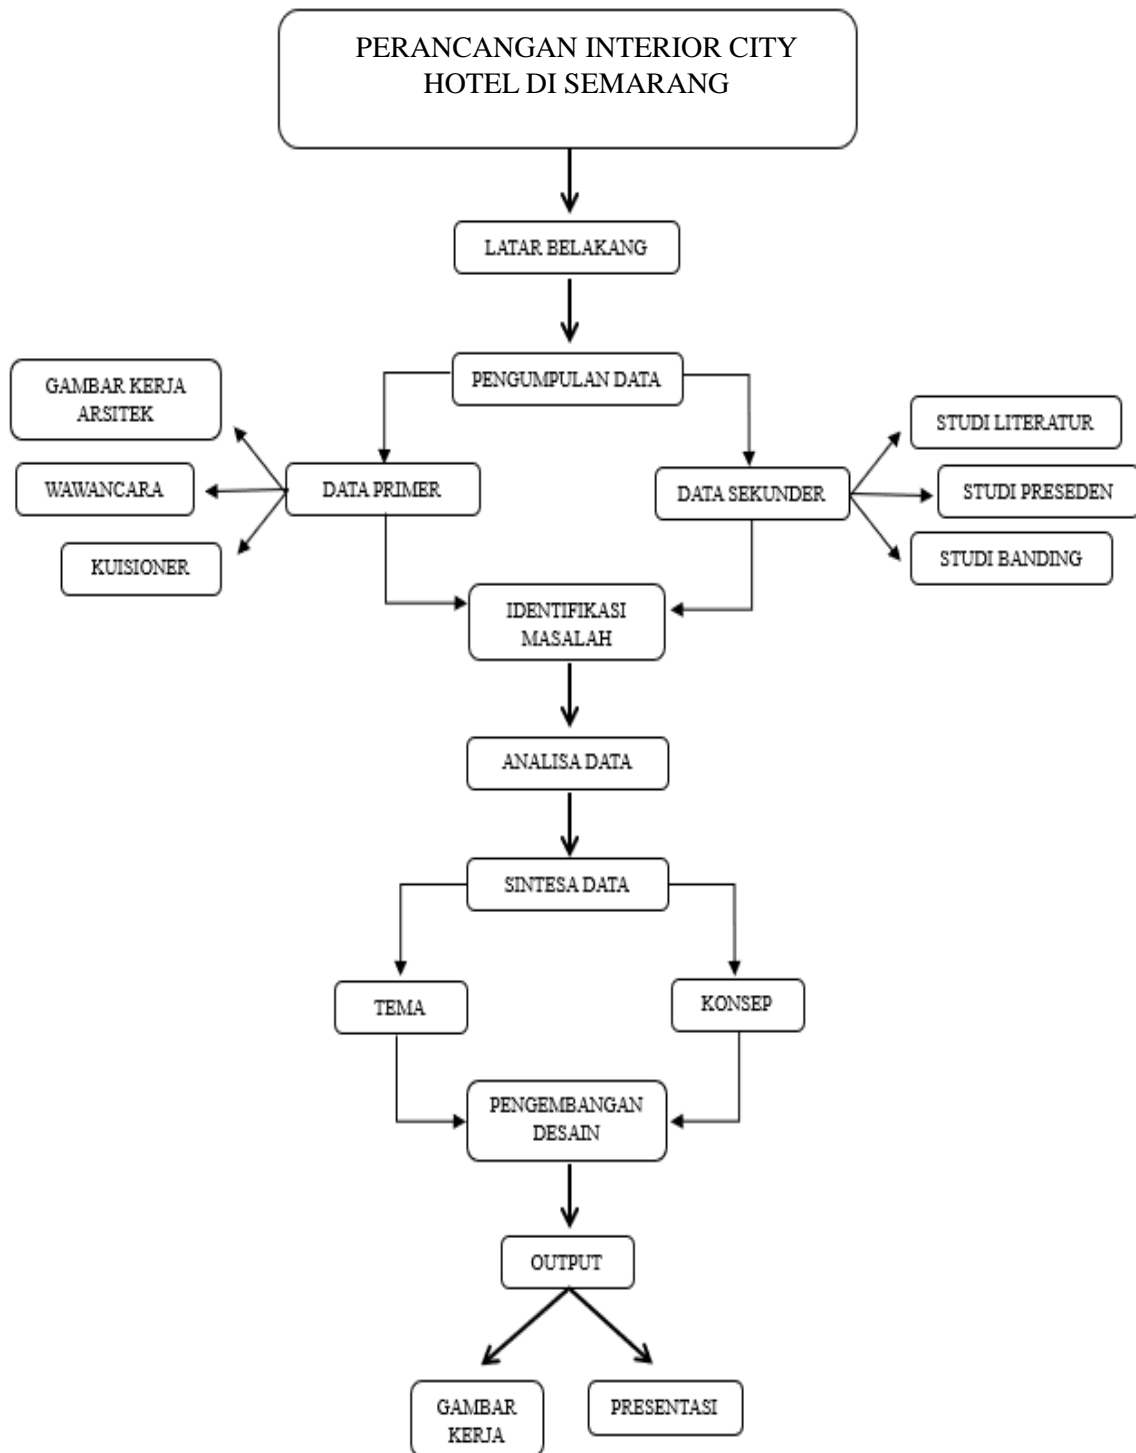 PERANCANGAN INTERIOR CITY
HOTEL DI SEMARANG
LATAR BELAKANG
PENGUMPULAN DATA
GAMBAR KERJA
ARSITEK
WAWANCARA
KUISIONER
DATA PRIMER
DATA SEKUNDER
STUDI LITERATUR
STUDI PRESEDEN
STUDI BANDING
IDENTIFIKASI
MASALAH
ANALISA DATA
SINTESA DATA
TEMA
KONSEP
PENGEMBANGAN
DESAIN
OUTPUT
GAMBAR
KERJA
PRESENTASI